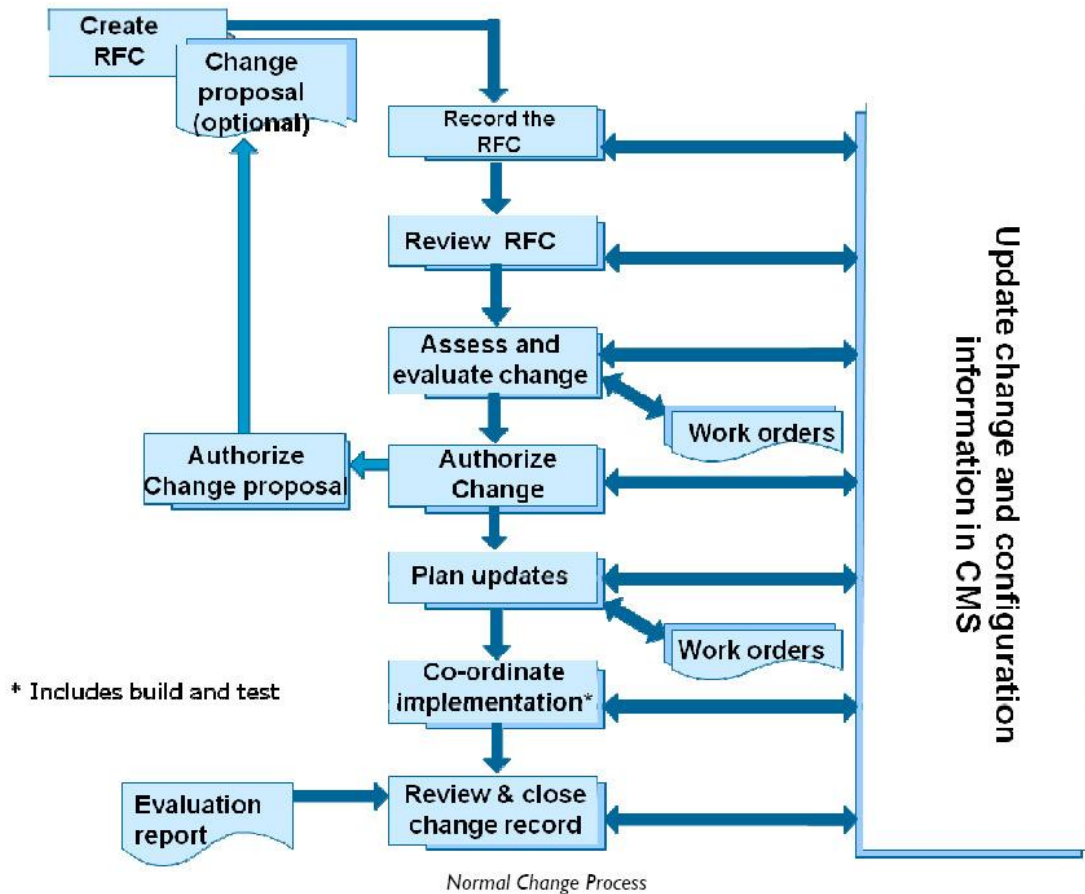 Create
RFC
Change
proposal
(optional)
Record the
RFC
Review RFC
Assess and
evaluate change
Work orders
Authorize
Change proposal
Authorize
Change
Plan updates
Work orders
Co-ordinate
implementation*
* Includes build and test
Evaluation
report
Review & close
change record
Update change and configuration
information in CMS
Normal Change Process